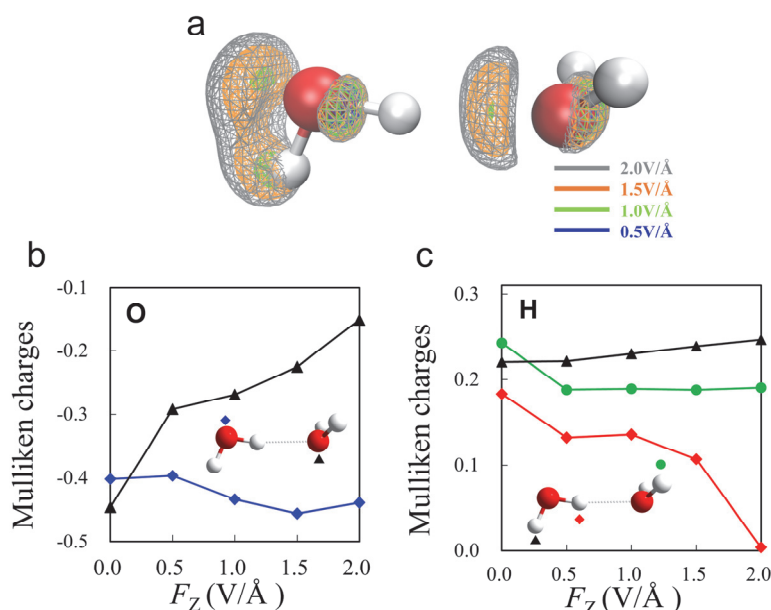 a
2.0V/Å
1.5V/Å
1.0V/Å
0.5V/Å
b
O
Mulliken charges
-0.1
-0.2
-0.3
-0.4
-0.5
0.0 0.5 1.0 1.5 2.0
FZ (V/Å)
c
H
Mulliken charges
0.3
0.2
0.1
0.0
0.0 0.5 1.0 1.5 2.0
FZ (V/Å)